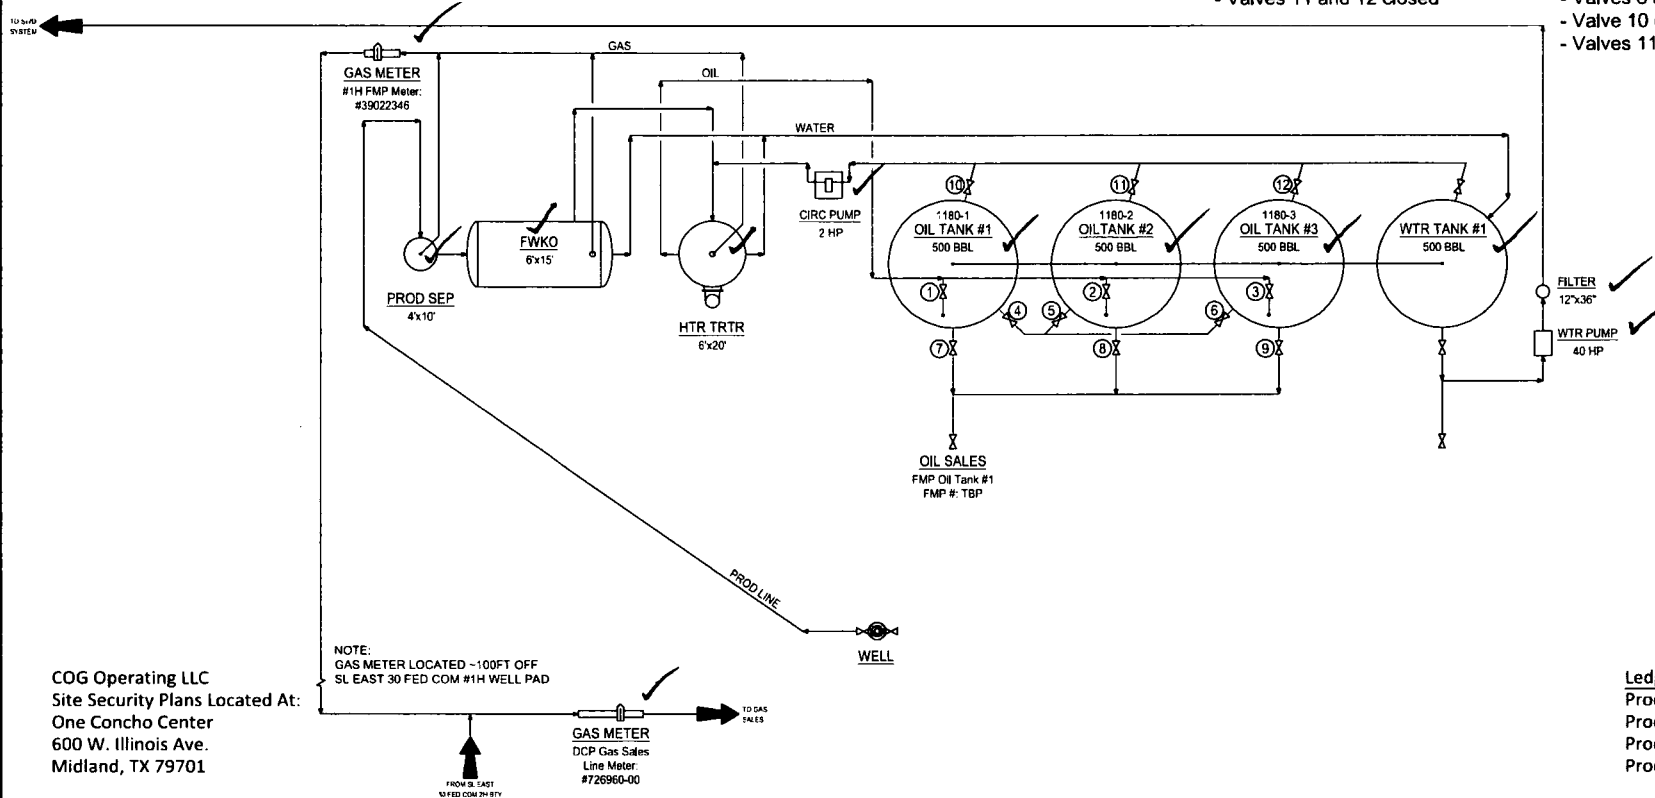 - Valves 11 and 12 closed
- Valve 10
- Valves 11
TO SWD
SYSTEM
GAS
GAS METER
#1H FMP Meter:
#39022346
OIL
WATER
CIRC PUMP
2 HP
10
11
12
1180-1
OIL TANK #1
500 BBL
1180-2
OIL TANK #2
500 BBL
1180-3
OIL TANK #3
500 BBL
WTR TANK #1
500 BBL
FWKO
6'x15'
PROD SEP
4'x10'
HTR TRTR
6'x20'
1
2
3
4
5
6
7
8
9
FILTER
12"x36"
WTR PUMP
40 HP
OIL SALES
FMP Oil Tank #1
FMP #: TBP
PROD LINE
WELL
NOTE:
GAS METER LOCATED ~100FT OFF
SL EAST 30 FED COM #1H WELL PAD
COG Operating LLC
Site Security Plans Located At:
One Concho Center
600 W. Illinois Ave.
Midland, TX 79701
TO GAS
SALES
GAS METER
DCP Gas Sales
Line Meter:
#726960-00
FROM SL EAST
30 FED COM 2H BTY